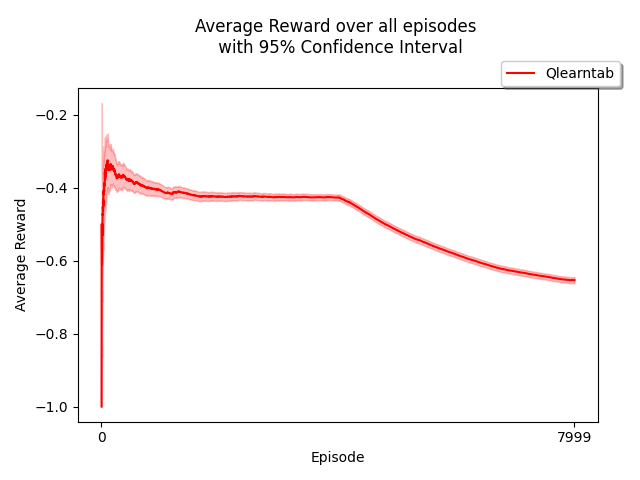 Average Reward over all episodes
with 95% Confidence Interval
Qlearntab
Average Reward
−0.2
−0.4
−0.6
−0.8
−1.0
0
7999
Episode